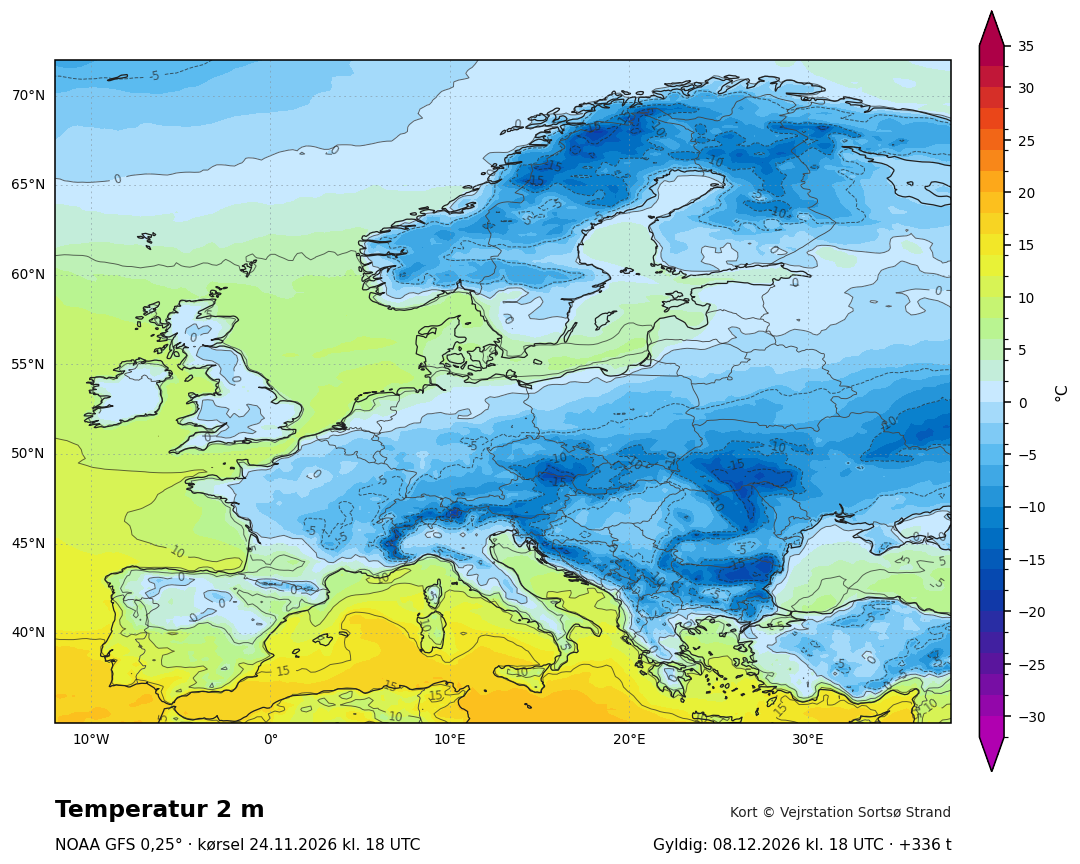 35
30
25
20
15
10
5
0
−5
−10
−15
−20
−25
−30
°C
70°N
65°N
60°N
55°N
50°N
45°N
40°N
10°W 0° 10°E 20°E 30°E
Temperatur 2 m
Kort © Vejrstation Sortsø Strand
NOAA GFS 0,25° · kørsel 24.11.2026 kl. 18 UTC
Gyldig: 08.12.2026 kl. 18 UTC · +336 t